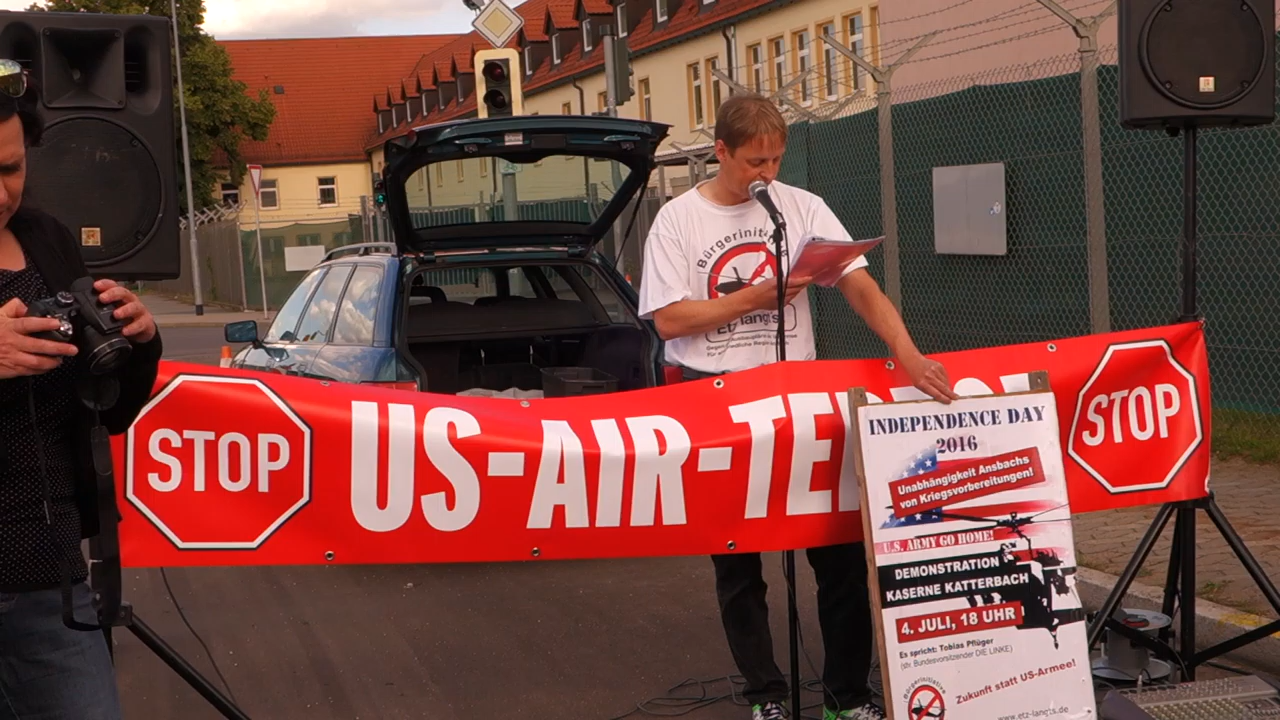 Bürgerinit
Etz langt's
STOP
US-AIR-TE
STOP
INDEPENDENCE DAY
2016
Unabhängigkeit Ansbachs
von Kriegsvorbereitungen!
U.S. ARMY GO HOME!
DEMONSTRATION
KASERNE KATTERBACH
4. JULI, 18 UHR
Es spricht: Tobias Pflüger
(stv. Bundesvorsitzender DIE LINKE)
Bürgerinitiative
Zukunft statt US-Armee!
www.etz-langts.de